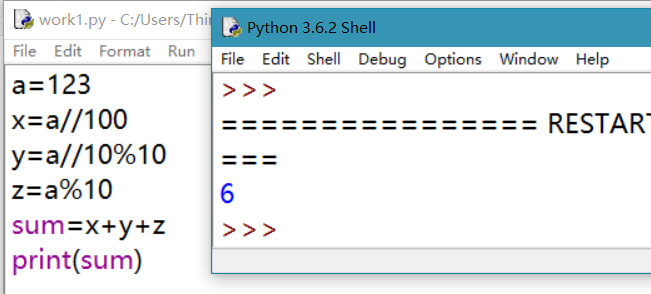 work1.py - C:/Users/Thi
File Edit Format Run
a=123
x=a//100
y=a//10%10
z=a%10
sum=x+y+z
print(sum)
Python 3.6.2 Shell
File Edit Shell Debug Options Window Help
>>>
================ RESTART
===
6
>>>